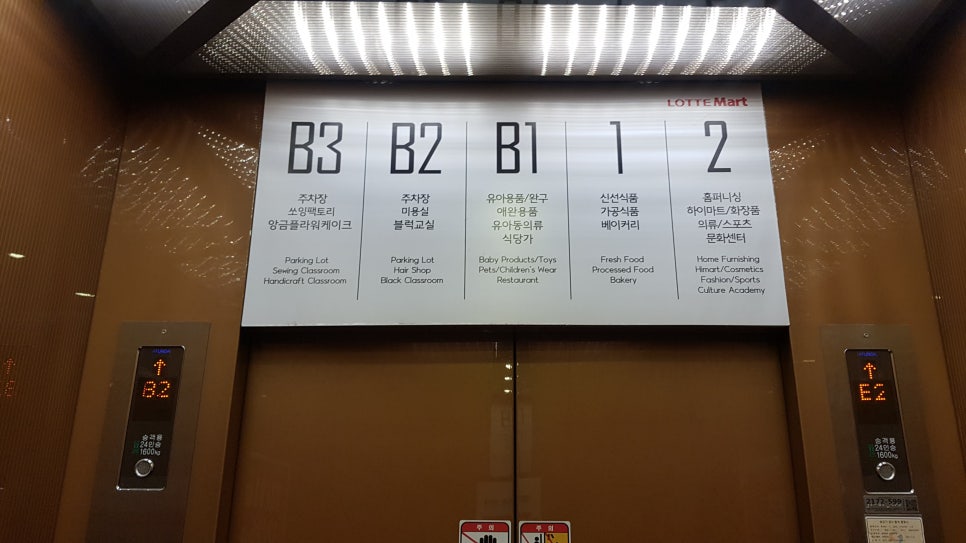 LOTTE Mart
B3
주차장
쏘잉팩토리
앙금플라워케이크
Parking Lot
Sewing Classroom
Handicraft Classroom
B2
주차장
미용실
블럭교실
Parking Lot
Hair Shop
Black Classroom
B1
유아용품/완구
애완용품
유아동의류
식당가
Baby Products/Toys
Pets/Children's Wear
Restaurant
1
신선식품
가공식품
베이커리
Fresh Food
Processed Food
Bakery
2
홈퍼니싱
하이마트/화장품
의류/스포츠
문화센터
Home Furnishing
Himart/Cosmetics
Fashion/Sports
Culture Academy
HYUNDAI
B2
승객용
24인승
1600kg
HYUNDAI
E2
승객용
24인승
1600kg
2172-599
주의
주의